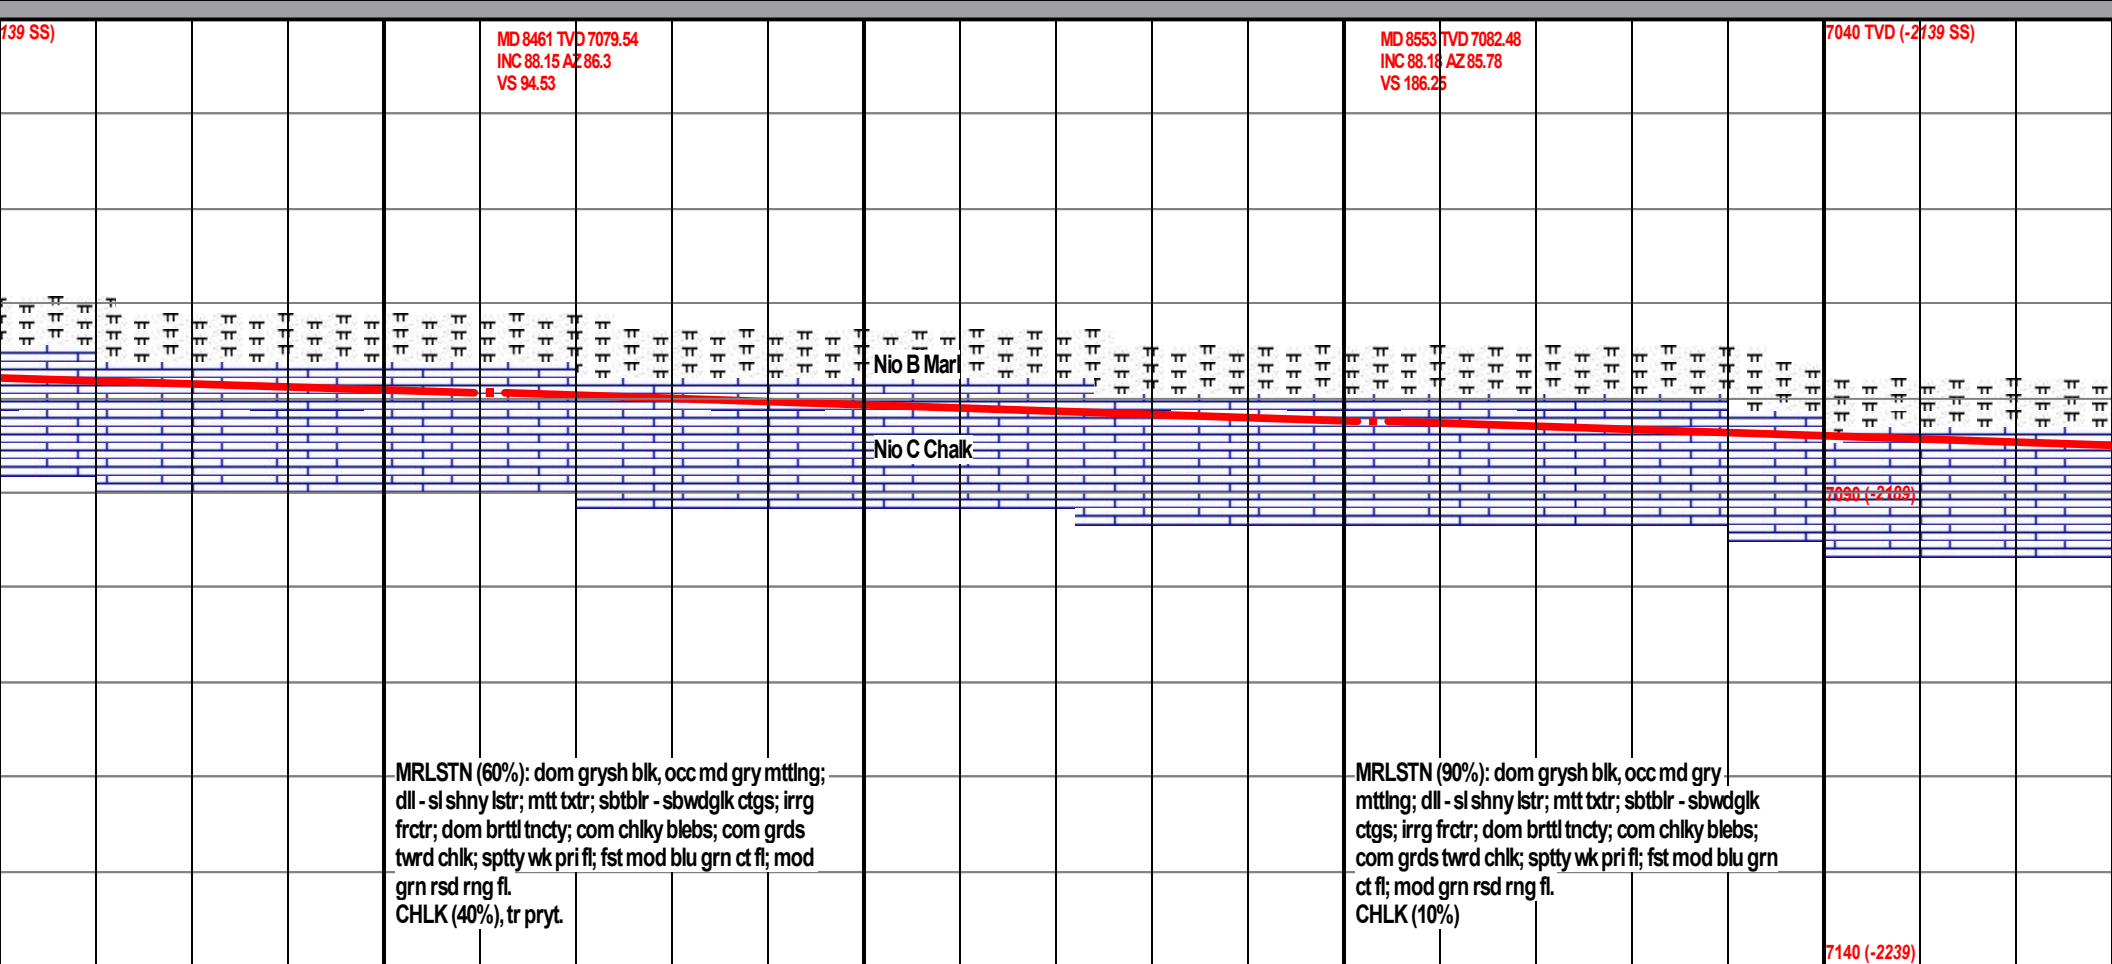 139 SS)
MD 8461 TVD 7079.54
INC 88.15 AZ 86.3
VS 94.53
MD 8553 TVD 7082.48
INC 88.18 AZ 85.78
VS 186.25
7040 TVD (-2139 SS)
Nio B Marl
Nio C Chalk
7090 (-2189)
MRLSTN (60%): dom grysh blk, occ md gry mttlng;
dll - sl shny lstr; mtt txtr; sbtblr - sbwdglk ctgs; irrg
frctr; dom brttl tncty; com chlky blebs; com grds
twrd chlk; sptty wk pri fl; fst mod blu grn ct fl; mod
grn rsd rng fl.
CHLK (40%), tr pryt.
MRLSTN (90%): dom grysh blk, occ md gry
mttlng; dll - sl shny lstr; mtt txtr; sbtblr - sbwdglk
ctgs; irrg frctr; dom brttl tncty; com chlky blebs;
com grds twrd chlk; sptty wk pri fl; fst mod blu grn
ct fl; mod grn rsd rng fl.
CHLK (10%)
7140 (-2239)